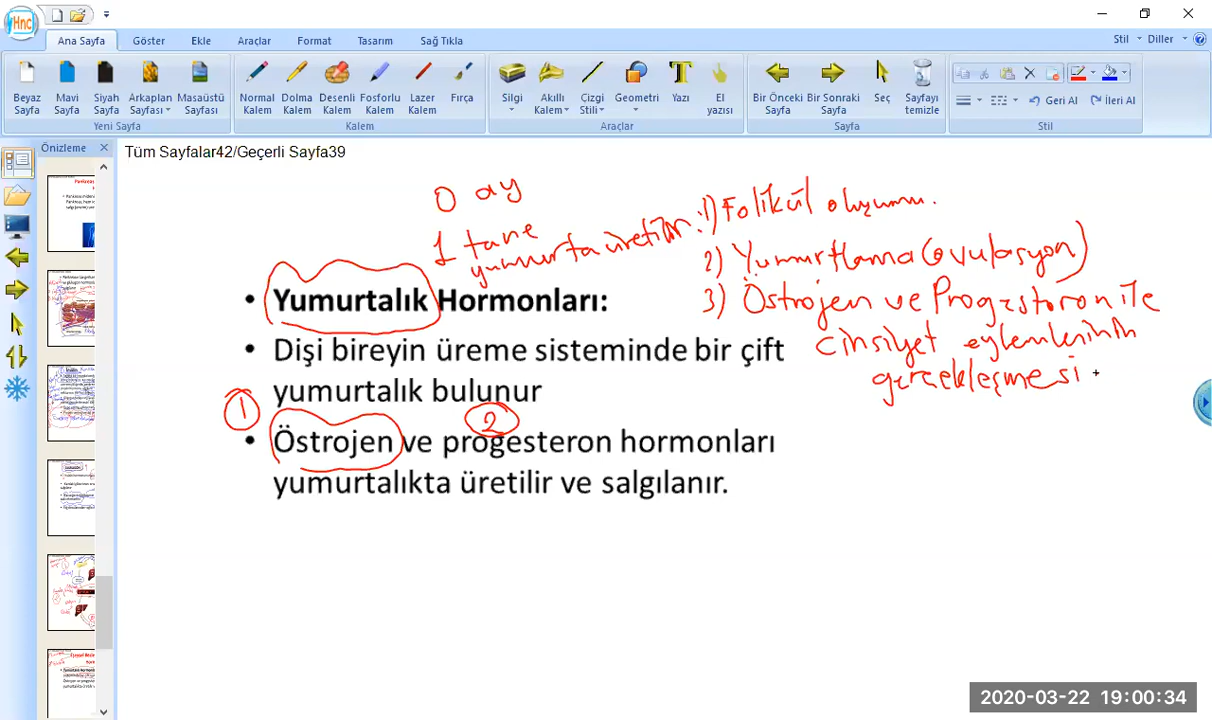 Hnc
Ana Sayfa Göster Ekle Araçlar Format Tasarım Sağ Tıkla
Stil Diller
Beyaz Sayfa Mavi Sayfa Siyah Sayfa Arkaplan Sayfası Masaüstü Sayfası
Yeni Sayfa
Normal Kalem Dolma Kalem Desenli Kalem Fosforlu Kalem Lazer Kalem Fırça
Kalem
Silgi Akıllı Kalem Çizgi Stili Geometri Yazı El yazısı
Araçlar
Bir Önceki Sayfa Bir Sonraki Sayfa Seç Sayfayı temizle
Sayfa
Geri Al İleri Al
Stil
Önizleme
Tüm Sayfalar42/Geçerli Sayfa39
0 ay
1 tane
yumurta üretilir.
1) Folikül oluşumu.
2) Yumurtlama (ovulasyon)
3) Östrojen ve Progestoron ile
cinsiyet eylemlerinin
gerçekleşmesi
• Yumurtalık Hormonları:
• Dişi bireyin üreme sisteminde bir çift
yumurtalık bulunur
1 2
• Östrojen ve progesteron hormonları
yumurtalıkta üretilir ve salgılanır.
2020-03-22 19:00:34